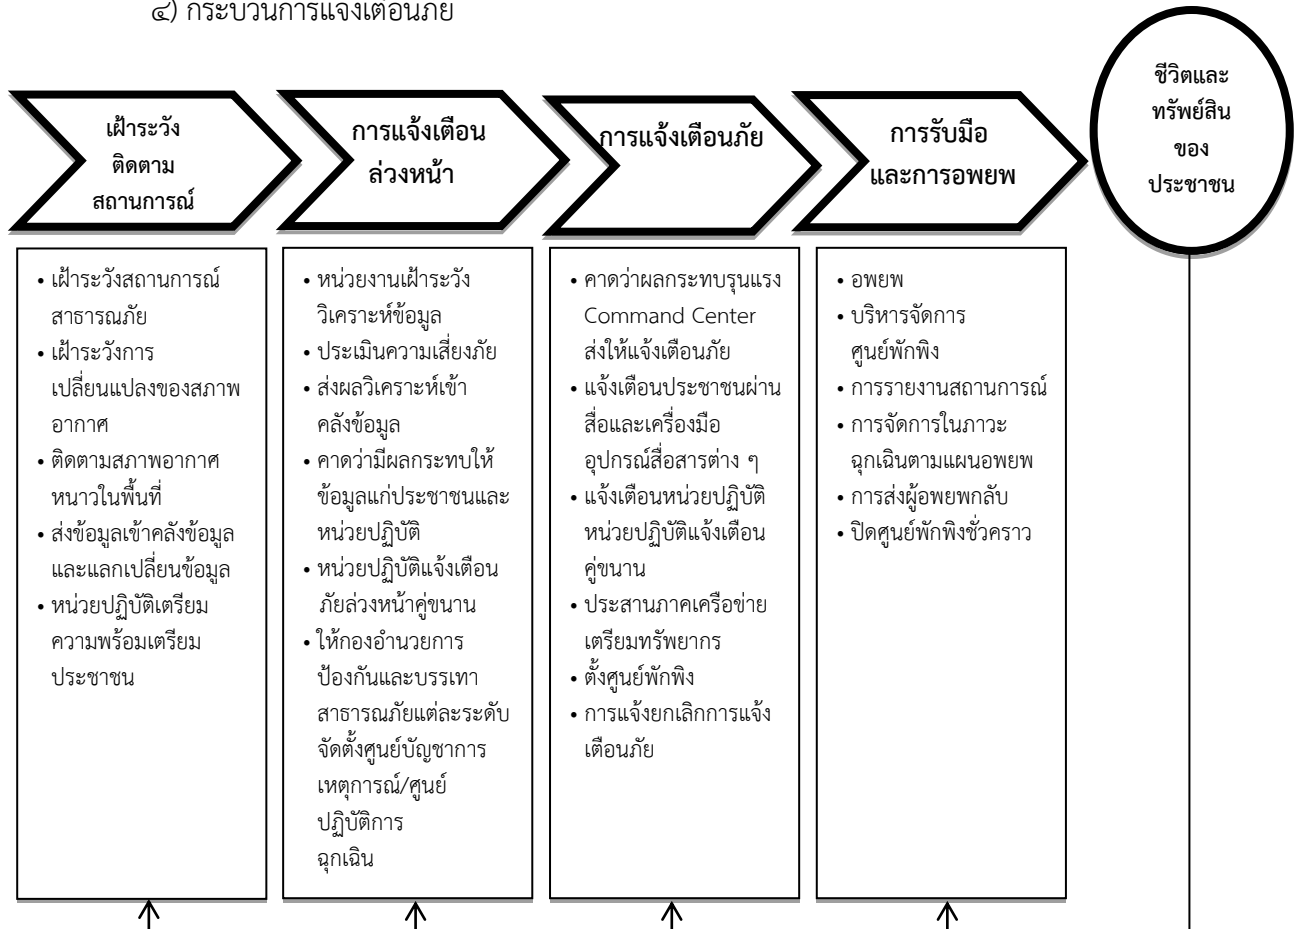 ๔) กระบวนการแจ้งเตือนภัย
เฝ้าระวัง
ติดตาม
สถานการณ์
การแจ้งเตือน
ล่วงหน้า
การแจ้งเตือนภัย
การรับมือ
และการอพยพ
ชีวิตและ
ทรัพย์สิน
ของ
ประชาชน
• เฝ้าระวังสถานการณ์
สาธารณภัย
• เฝ้าระวังการ
เปลี่ยนแปลงของสภาพ
อากาศ
• ติดตามสภาพอากาศ
หนาวในพื้นที่
• ส่งข้อมูลเข้าคลังข้อมูล
และแลกเปลี่ยนข้อมูล
• หน่วยปฏิบัติเตรียม
ความพร้อมเตรียม
ประชาชน
• หน่วยงานเฝ้าระวัง
วิเคราะห์ข้อมูล
• ประเมินความเสี่ยงภัย
• ส่งผลวิเคราะห์เข้า
คลังข้อมูล
• คาดว่ามีผลกระทบให้
ข้อมูลแก่ประชาชนและ
หน่วยปฏิบัติ
• หน่วยปฏิบัติแจ้งเตือน
ภัยล่วงหน้าคู่ขนาน
• ให้กองอำนวยการ
ป้องกันและบรรเทา
สาธารณภัยแต่ละระดับ
จัดตั้งศูนย์บัญชาการ
เหตุการณ์/ศูนย์
ปฏิบัติการ
ฉุกเฉิน
• คาดว่าผลกระทบรุนแรง
Command Center
ส่งให้แจ้งเตือนภัย
• แจ้งเตือนประชาชนผ่าน
สื่อและเครื่องมือ
อุปกรณ์สื่อสารต่าง ๆ
• แจ้งเตือนหน่วยปฏิบัติ
หน่วยปฏิบัติแจ้งเตือน
คู่ขนาน
• ประสานภาคเครือข่าย
เตรียมทรัพยากร
• ตั้งศูนย์พักพิง
• การแจ้งยกเลิกการแจ้ง
เตือนภัย
• อพยพ
• บริหารจัดการ
ศูนย์พักพิง
• การรายงานสถานการณ์
• การจัดการในภาวะ
ฉุกเฉินตามแผนอพยพ
• การส่งผู้อพยพกลับ
• ปิดศูนย์พักพิงชั่วคราว